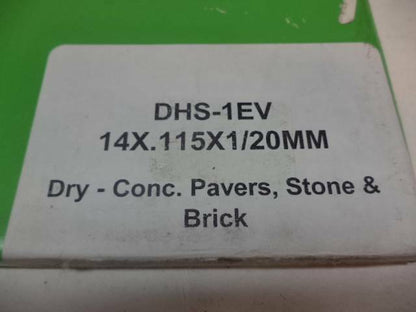 DHS-1EV
14X.115X1/20MM
Dry - Conc. Pavers, Stone &
Brick